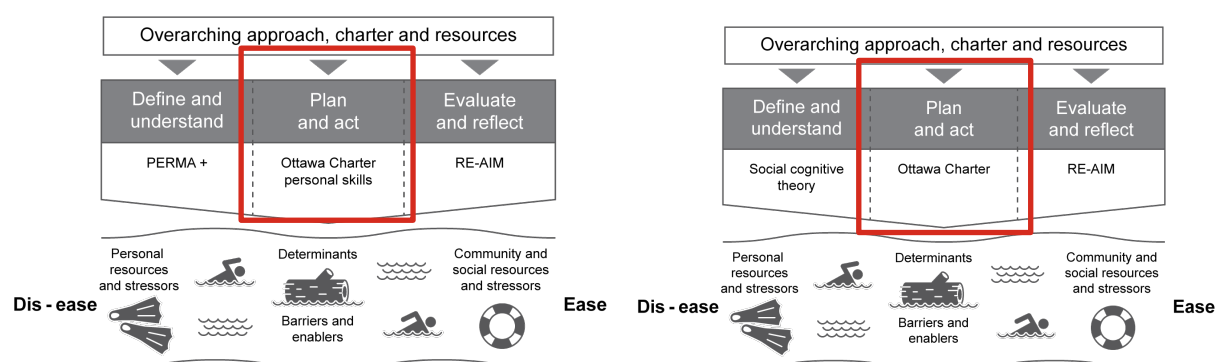 Overarching approach, charter and resources
Define and
understand
Plan
and act
Evaluate
and reflect
PERMA +
Ottawa Charter
personal skills
RE-AIM
Personal
resources
and stressors
Determinants
Community and
social resources
and stressors
Dis - ease
Ease
Barriers and
enablers
Overarching approach, charter and resources
Define and
understand
Plan
and act
Evaluate
and reflect
Social cognitive
theory
Ottawa Charter
RE-AIM
Personal
resources
and stressors
Determinants
Community and
social resources
and stressors
Dis - ease
Ease
Barriers and
enablers